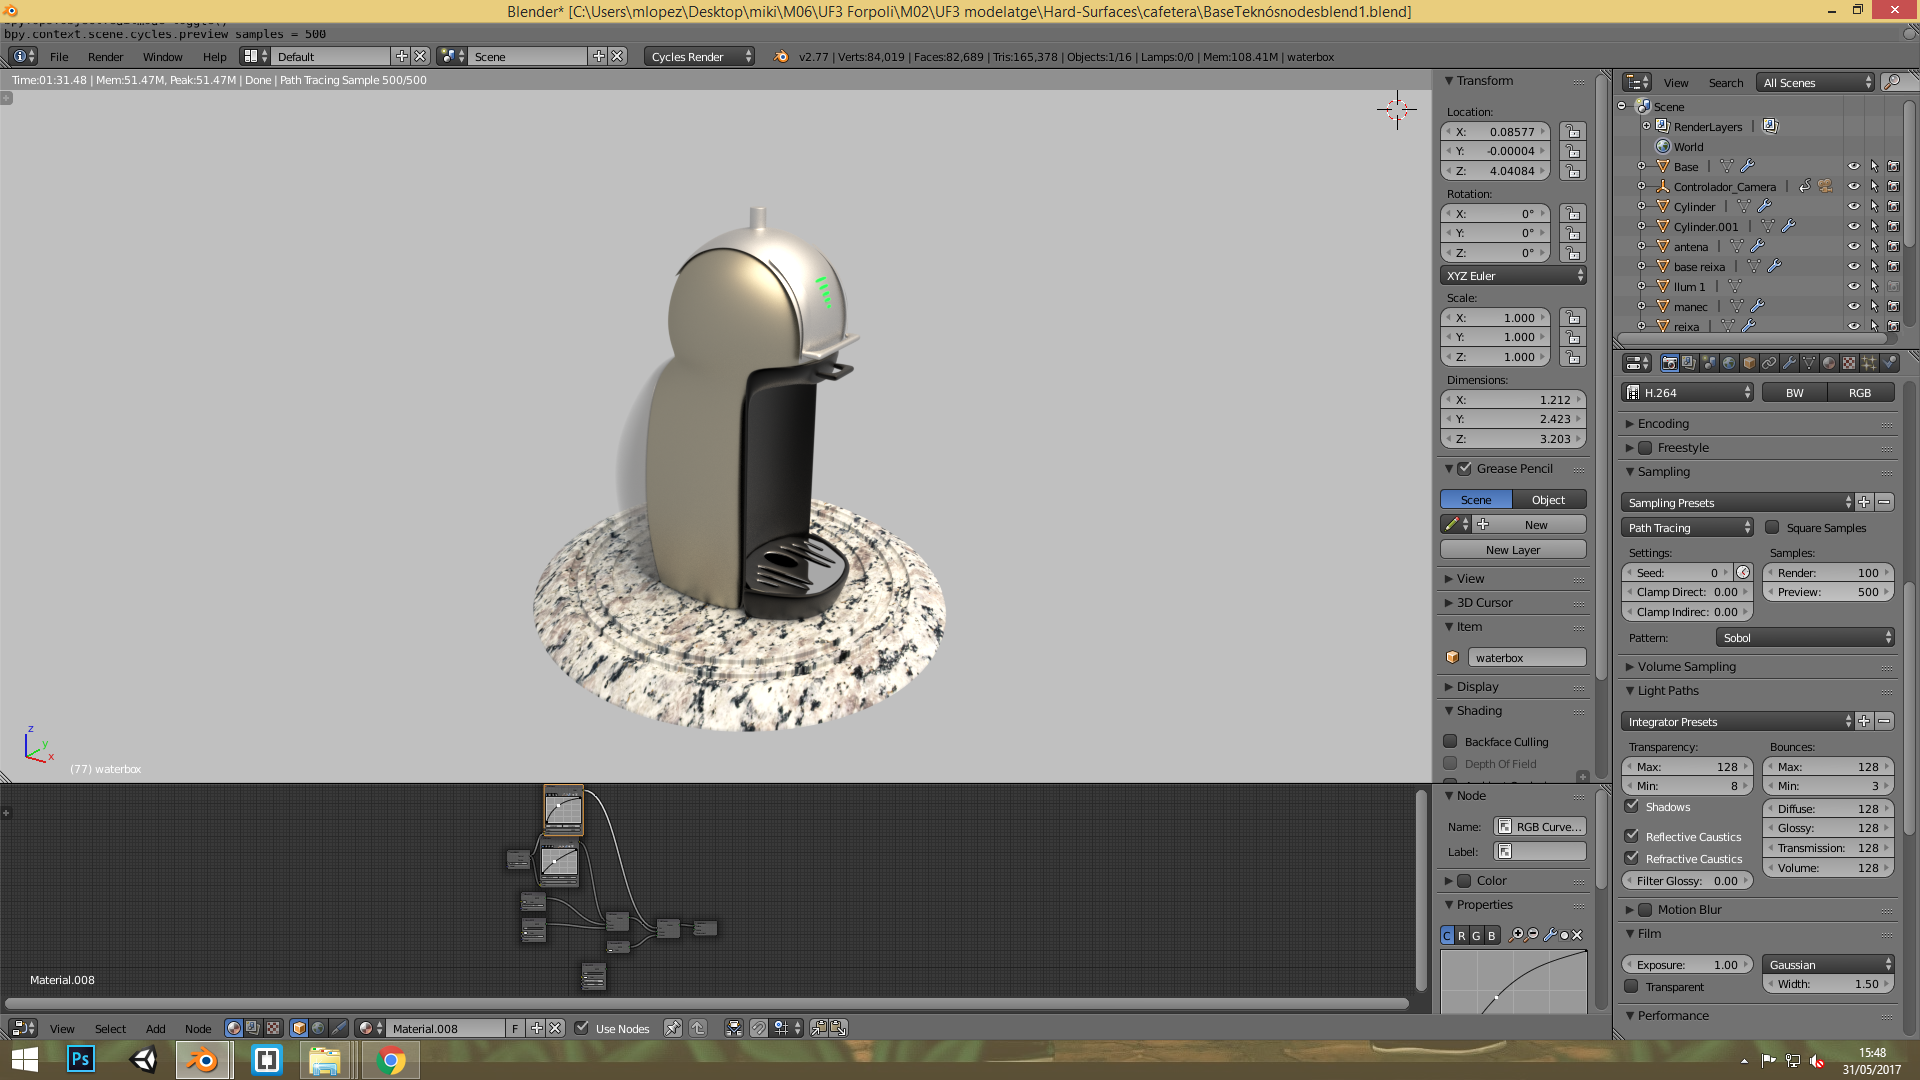 Blender* [C:\Users\mlopez\Desktop\miki\M06\UF3 Forpoli\M02\UF3 modelatge\Hard-Surfaces\cafetera\BaseTeknósnodesblend1.blend]
bpy.context.scene.cycles.preview_samples = 500
File Render Window Help Default Scene Cycles Render v2.77 | Verts:84,019 | Faces:82,689 | Tris:165,378 | Objects:1/16 | Lamps:0/0 | Mem:108.41M | waterbox
Time:01:31.48 | Mem:51.47M, Peak:51.47M | Done | Path Tracing Sample 500/500
z
y
x
(77) waterbox
Transform
Location:
X: 0.08577
Y: -0.00004
Z: 4.04084
Rotation:
X: 0°
Y: 0°
Z: 0°
XYZ Euler
Scale:
X: 1.000
Y: 1.000
Z: 1.000
Dimensions:
X: 1.212
Y: 2.423
Z: 3.203
Grease Pencil
Scene Object
New
New Layer
View
3D Cursor
Item
waterbox
Display
Shading
Backface Culling
Depth Of Field
View Search All Scenes
Scene
RenderLayers
World
Base
Controlador_Camera
Cylinder
Cylinder.001
antena
base reixa
llum 1
manec
reixa
H.264 BW RGB
Encoding
Freestyle
Sampling
Sampling Presets
Path Tracing Square Samples
Settings: Samples:
Seed: 0 Render: 100
Clamp Direct: 0.00 Preview: 500
Clamp Indirec: 0.00
Pattern: Sobol
Volume Sampling
Light Paths
Integrator Presets
Transparency: Bounces:
Max: 128 Max: 128
Min: 8 Min: 3
Shadows Diffuse: 128
Glossy: 128
Reflective Caustics
Transmission: 128
Refractive Caustics
Volume: 128
Filter Glossy: 0.00
Motion Blur
Film
Exposure: 1.00 Gaussian
Transparent Width: 1.50
Performance
Node
Name: RGB Curve...
Label:
Color
Properties
C R G B
Material.008
View Select Add Node Material.008 F Use Nodes
Ps
15:48
31/05/2017